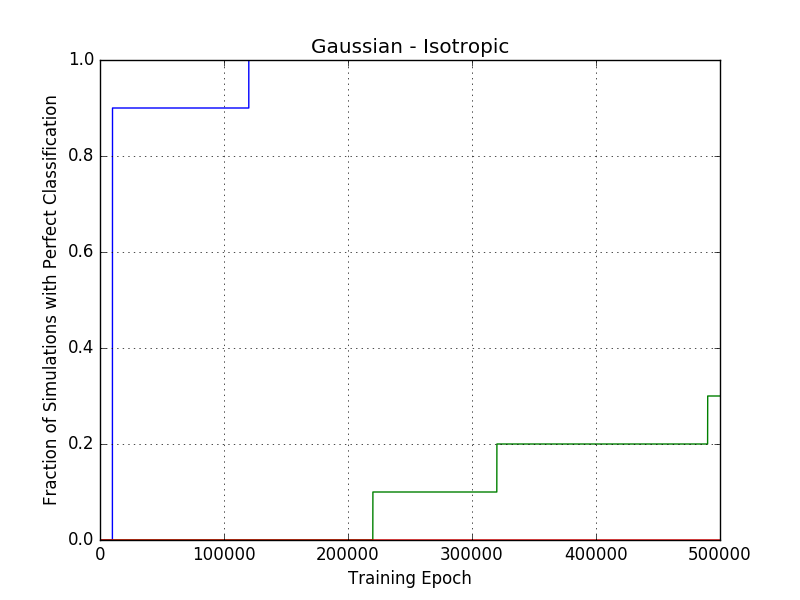 Gaussian - Isotropic
Fraction of Simulations with Perfect Classification
1.0
0.8
0.6
0.4
0.2
0.0
0 100000 200000 300000 400000 500000
Training Epoch